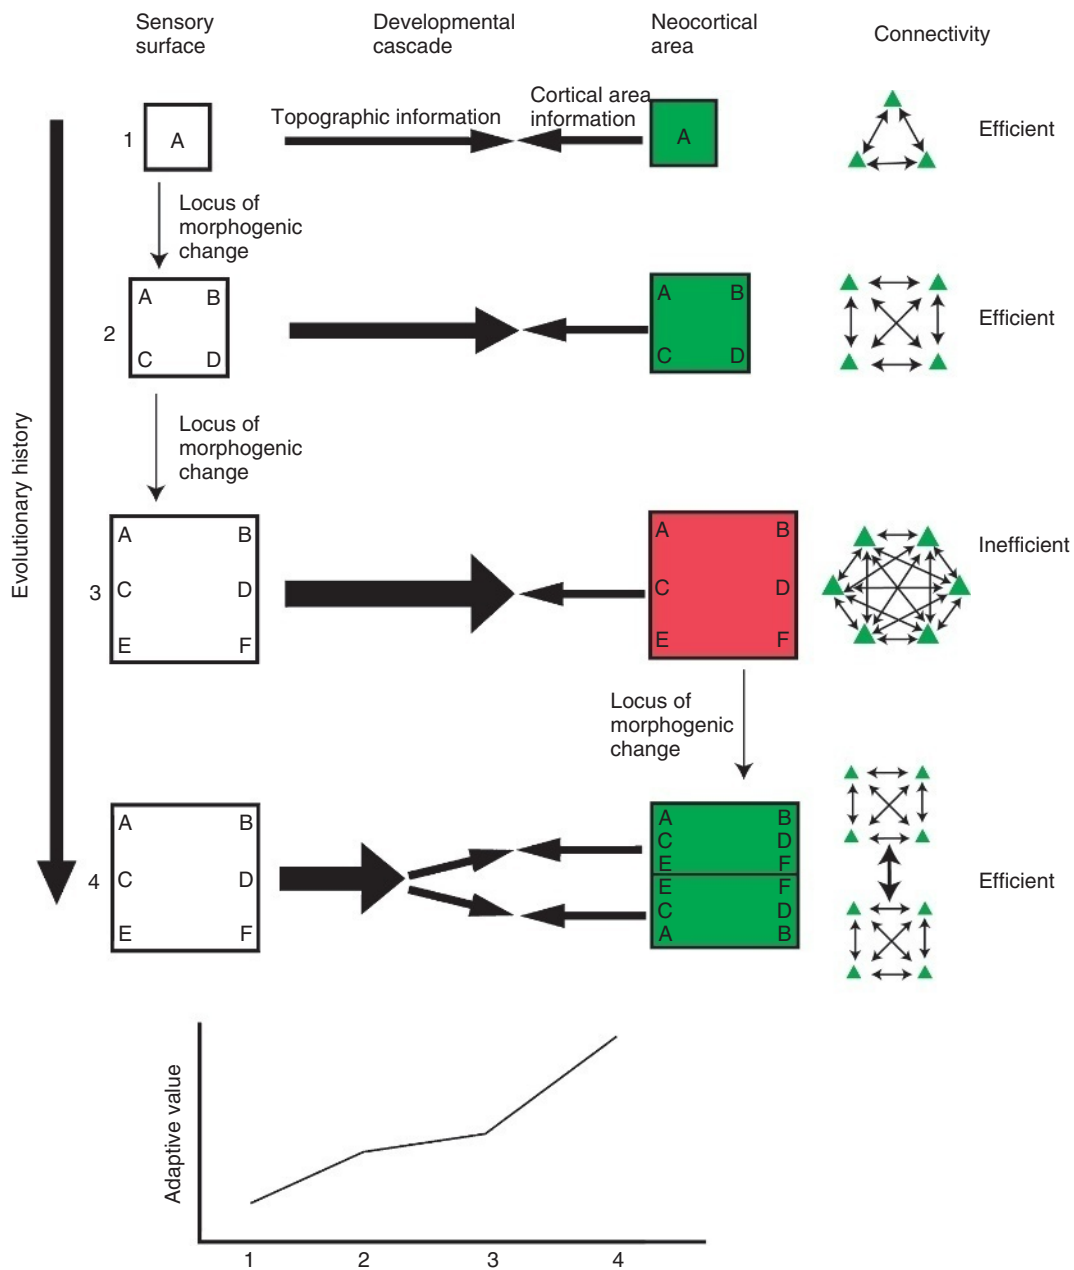 Sensory
surface
Developmental
cascade
Neocortical
area
Connectivity
Topographic information
Cortical area
information
1
A
A
Efficient
Locus of
morphogenic
change
2
A B
C D
A B
C D
Efficient
Locus of
morphogenic
change
Evolutionary history
3
A B
C D
E F
A B
C D
E F
Inefficient
Locus of
morphogenic
change
4
A B
C D
E F
A B
C D
E F
E F
C D
A B
Efficient
Adaptive value
1 2 3 4